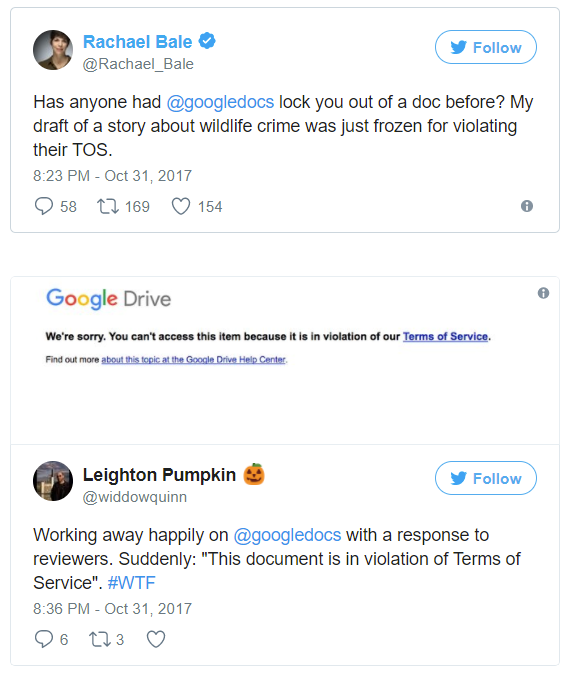 Rachael Bale
Follow
@Rachael_Bale
Has anyone had @googledocs lock you out of a doc before? My
draft of a story about wildlife crime was just frozen for violating
their TOS.
8:23 PM - Oct 31, 2017
58 169 154
Google Drive
We're sorry. You can't access this item because it is in violation of our Terms of Service.
Find out more about this topic at the Google Drive Help Center.
Leighton Pumpkin 🎃
Follow
@widdowquinn
Working away happily on @googledocs with a response to
reviewers. Suddenly: "This document is in violation of Terms of
Service". #WTF
8:36 PM - Oct 31, 2017
6 3